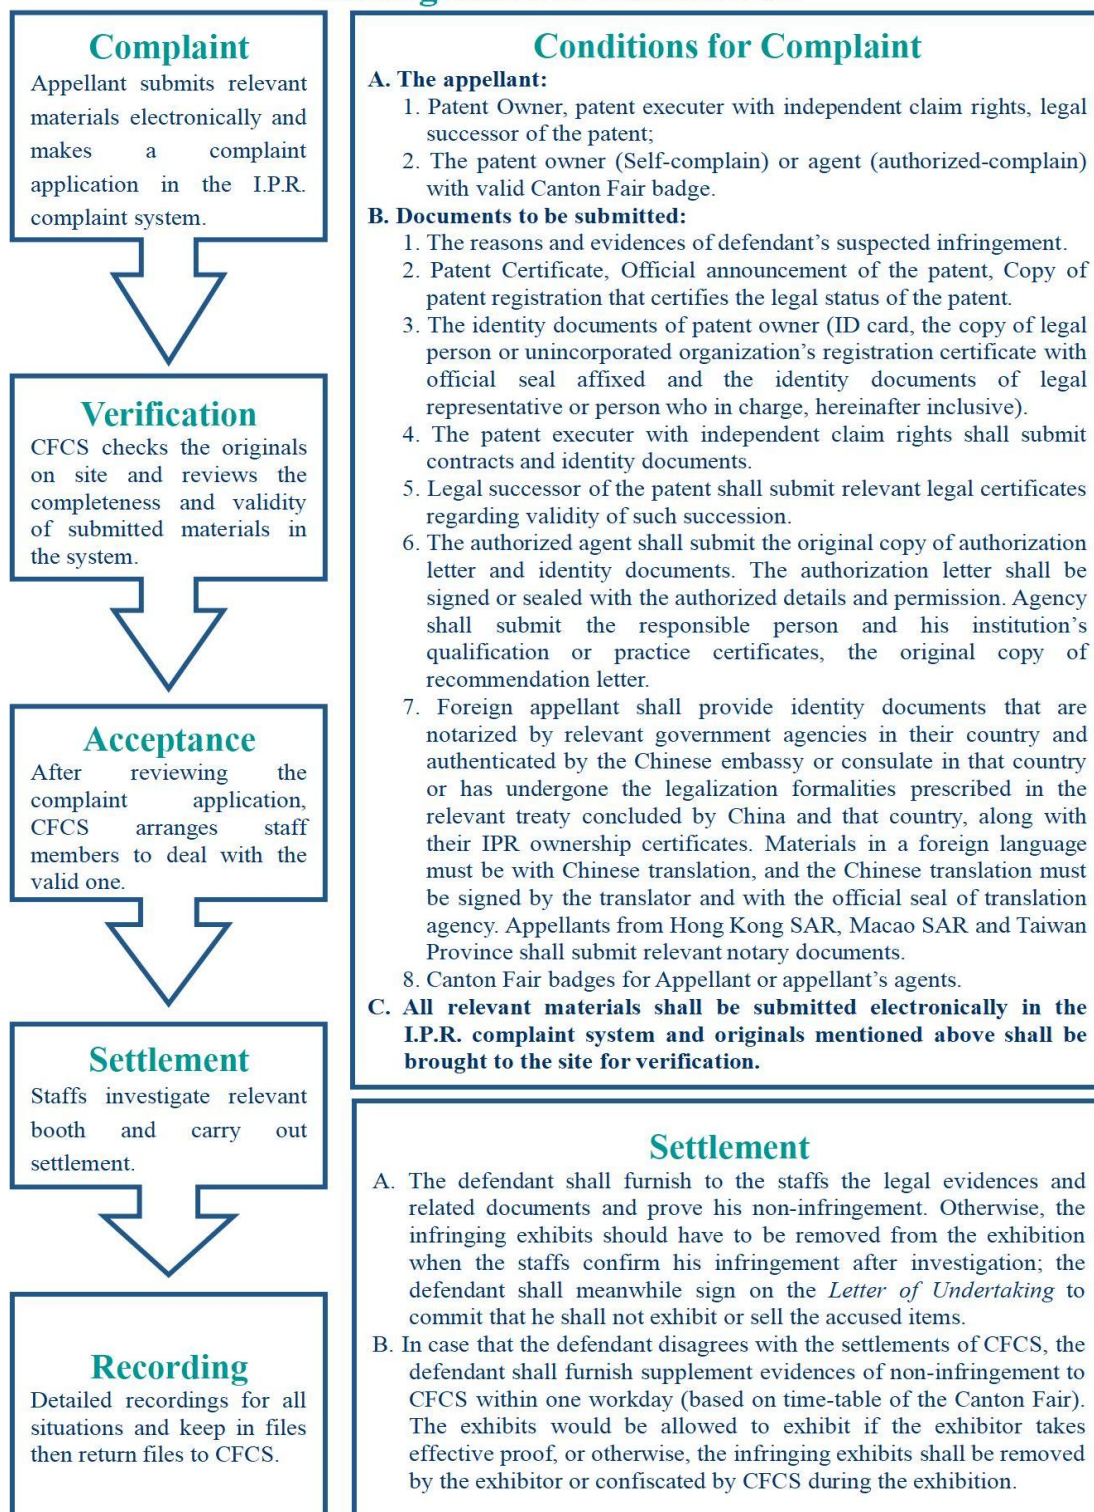 Complaint
Appellant submits relevant
materials electronically and
makes a complaint
application in the I.P.R.
complaint system.
Verification
CFCS checks the originals
on site and reviews the
completeness and validity
of submitted materials in
the system.
Acceptance
After reviewing the
complaint application,
CFCS arranges staff
members to deal with the
valid one.
Settlement
Staffs investigate relevant
booth and carry out
settlement.
Recording
Detailed recordings for all
situations and keep in files
then return files to CFCS.
Conditions for Complaint
A. The appellant:
1. Patent Owner, patent executer with independent claim rights, legal
successor of the patent;
2. The patent owner (Self-complain) or agent (authorized-complain)
with valid Canton Fair badge.
B. Documents to be submitted:
1. The reasons and evidences of defendant's suspected infringement.
2. Patent Certificate, Official announcement of the patent, Copy of
patent registration that certifies the legal status of the patent.
3. The identity documents of patent owner (ID card, the copy of legal
person or unincorporated organization's registration certificate with
official seal affixed and the identity documents of legal
representative or person who in charge, hereinafter inclusive).
4. The patent executer with independent claim rights shall submit
contracts and identity documents.
5. Legal successor of the patent shall submit relevant legal certificates
regarding validity of such succession.
6. The authorized agent shall submit the original copy of authorization
letter and identity documents. The authorization letter shall be
signed or sealed with the authorized details and permission. Agency
shall submit the responsible person and his institution's
qualification or practice certificates, the original copy of
recommendation letter.
7. Foreign appellant shall provide identity documents that are
notarized by relevant government agencies in their country and
authenticated by the Chinese embassy or consulate in that country
or has undergone the legalization formalities prescribed in the
relevant treaty concluded by China and that country, along with
their IPR ownership certificates. Materials in a foreign language
must be with Chinese translation, and the Chinese translation must
be signed by the translator and with the official seal of translation
agency. Appellants from Hong Kong SAR, Macao SAR and Taiwan
Province shall submit relevant notary documents.
8. Canton Fair badges for Appellant or appellant's agents.
C. All relevant materials shall be submitted electronically in the
I.P.R. complaint system and originals mentioned above shall be
brought to the site for verification.
Settlement
A. The defendant shall furnish to the staffs the legal evidences and
related documents and prove his non-infringement. Otherwise, the
infringing exhibits should have to be removed from the exhibition
when the staffs confirm his infringement after investigation; the
defendant shall meanwhile sign on the Letter of Undertaking to
commit that he shall not exhibit or sell the accused items.
B. In case that the defendant disagrees with the settlements of CFCS, the
defendant shall furnish supplement evidences of non-infringement to
CFCS within one workday (based on time-table of the Canton Fair).
The exhibits would be allowed to exhibit if the exhibitor takes
effective proof, or otherwise, the infringing exhibits shall be removed
by the exhibitor or confiscated by CFCS during the exhibition.